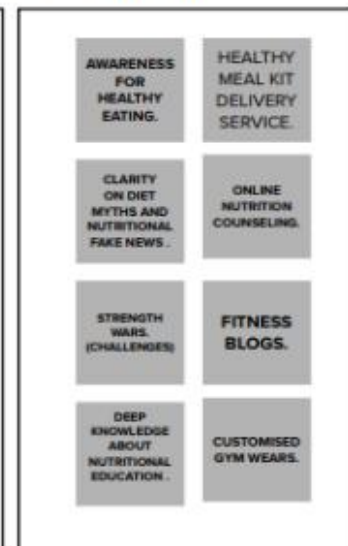 AWARENESS
FOR
HEALTHY
EATING.
HEALTHY
MEAL KIT
DELIVERY
SERVICE.
CLARITY
ON DIET
MYTHS AND
NUTRITIONAL
FAKE NEWS .
ONLINE
NUTRITION
COUNSELING.
STRENGTH
WARS.
(CHALLENGES)
FITNESS
BLOGS.
DEEP
KNOWLEDGE
ABOUT
NUTRITIONAL
EDUCATION .
CUSTOMISED
GYM WEARS.